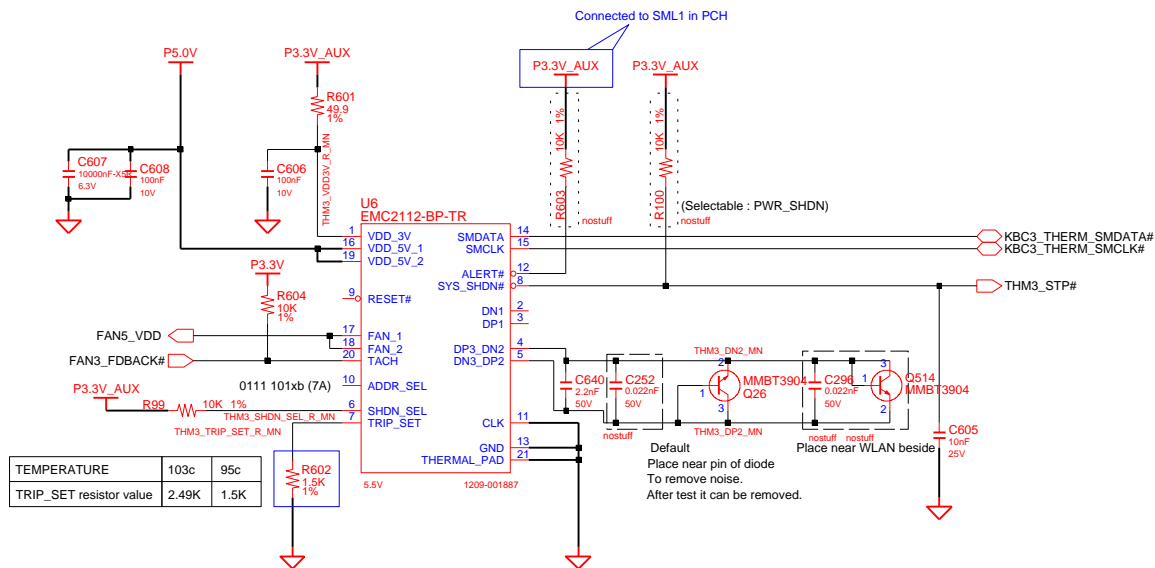 Connected to SML1 in PCH
P5.0V
P3.3V_AUX
P3.3V_AUX
P3.3V_AUX
R601
49.9
1%
10K 1%
10K 1%
THM3_VDD3V_R_MN
C607
10000nF-X5R
6.3V
C608
100nF
10V
C606
100nF
10V
R603
nostuff
R100
nostuff
(Selectable : PWR_SHDN)
U6
EMC2112-BP-TR
1 VDD_3V
16 VDD_5V_1
19 VDD_5V_2
SMDATA 14
SMCLK 15
KBC3_THERM_SMDATA#
KBC3_THERM_SMCLK#
P3.3V
ALERT# 12
SYS_SHDN# 8
THM3_STP#
R604
10K
1%
9 RESET#
DN1 2
DP1 3
FAN5_VDD
17 FAN_1
18 FAN_2
FAN3_FDBACK#
20 TACH
DP3_DN2 4
DN3_DP2 5
THM3_DN2_MN
P3.3V_AUX
0111 101xb (7A)
10 ADDR_SEL
C640
2.2nF
50V
C252
0.022nF
50V
nostuff
2
1
3
MMBT3904
Q26
THM3_DP2_MN
C296
0.022nF
50V
nostuff
3
1
2
Q514
MMBT3904
nostuff
R99
10K 1%
THM3_SHDN_SEL_R_MN
6 SHDN_SEL
THM3_TRIP_SET_R_MN
7 TRIP_SET
CLK 11
GND 13
THERMAL_PAD 21
C605
10nF
25V
Default
Place near pin of diode
To remove noise.
After test it can be removed.
Place near WLAN beside
TEMPERATURE 103c 95c
TRIP_SET resistor value 2.49K 1.5K
R602
1.5K
1%
5.5V
1209-001887